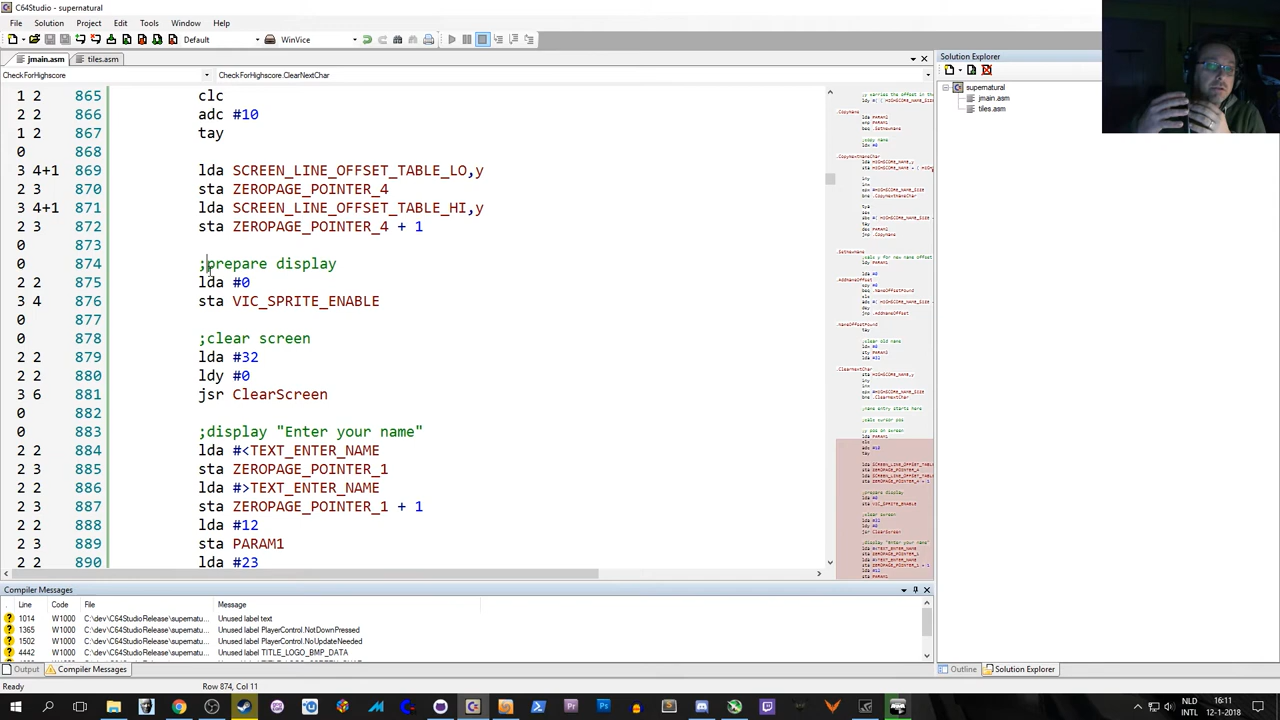 C64Studio - supernatural
File Solution Project Edit Tools Window Help
Default WinVice
jmain.asm tiles.asm
CheckForHighscore CheckForHighscore.ClearNextChar
1 2 865 clc
2 2 866 adc #10
1 2 867 tay
0 868
3 4+1 869 lda SCREEN_LINE_OFFSET_TABLE_LO,y
2 3 870 sta ZEROPAGE_POINTER_4
3 4+1 871 lda SCREEN_LINE_OFFSET_TABLE_HI,y
2 3 872 sta ZEROPAGE_POINTER_4 + 1
0 873
0 874 ;prepare display
2 2 875 lda #0
3 4 876 sta VIC_SPRITE_ENABLE
0 877
0 878 ;clear screen
2 2 879 lda #32
2 2 880 ldy #0
3 6 881 jsr ClearScreen
0 882
0 883 ;display "Enter your name"
2 2 884 lda #<TEXT_ENTER_NAME
2 3 885 sta ZEROPAGE_POINTER_1
2 2 886 lda #>TEXT_ENTER_NAME
2 3 887 sta ZEROPAGE_POINTER_1 + 1
2 2 888 lda #12
2 3 889 sta PARAM1
2 2 890 lda #23
Solution Explorer
supernatural
jmain.asm
tiles.asm
Compiler Messages
Line Code File Message
1014 W1000 C:\dev\C64StudioRelease\supernatu... Unused label text
1365 W1000 C:\dev\C64StudioRelease\supernatu... Unused label PlayerControl.NotDownPressed
1502 W1000 C:\dev\C64StudioRelease\supernatu... Unused label PlayerControl.NoUpdateNeeded
4442 W1000 C:\dev\C64StudioRelease\supernatu... Unused label TITLE_LOGO_BMP_DATA
Output Compiler Messages
Outline Solution Explorer
Ready Row 874, Col 11
NLD 16:11
INTL 12-1-2018